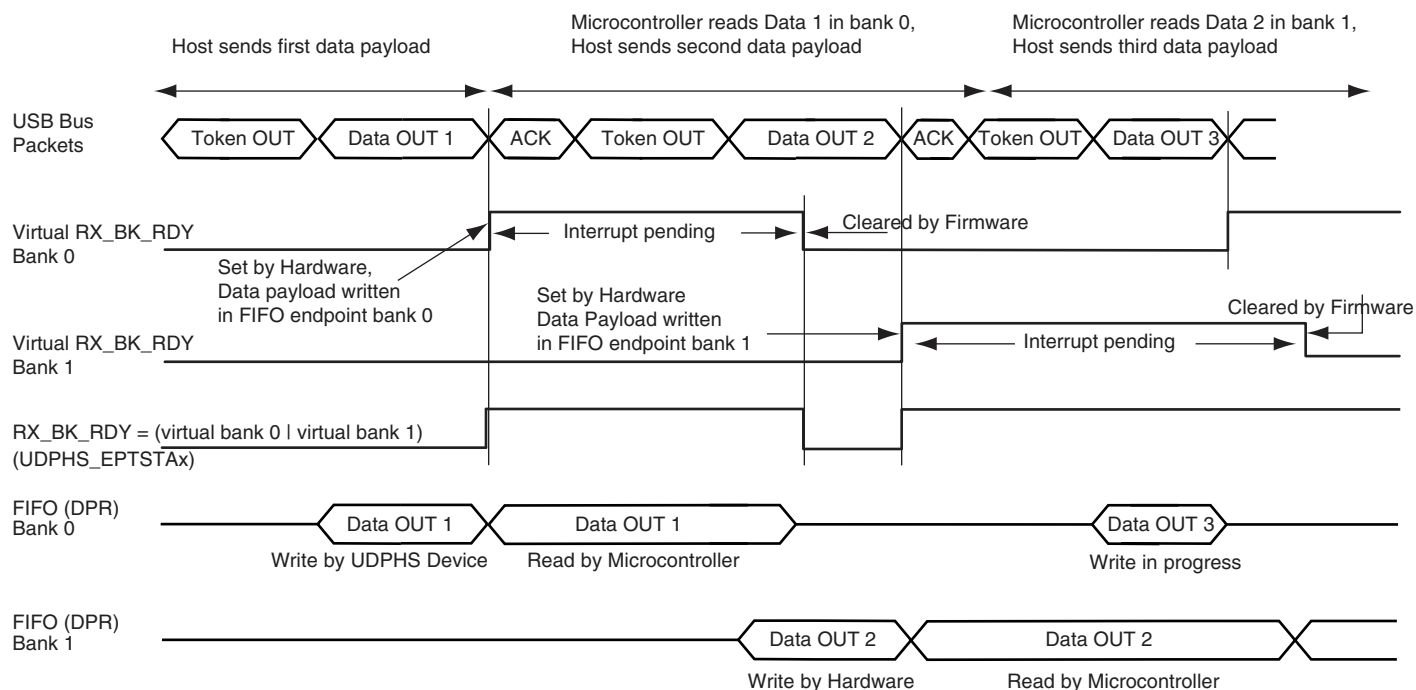 Host sends first data payload
Microcontroller reads Data 1 in bank 0,
Host sends second data payload
Microcontroller reads Data 2 in bank 1,
Host sends third data payload
USB Bus
Packets
Token OUT
Data OUT 1
ACK
Token OUT
Data OUT 2
ACK
Token OUT
Data OUT 3
Virtual RX_BK_RDY
Bank 0
Interrupt pending
Cleared by Firmware
Set by Hardware,
Data payload written
in FIFO endpoint bank 0
Set by Hardware
Data Payload written
in FIFO endpoint bank 1
Cleared by Firmware
Virtual RX_BK_RDY
Bank 1
Interrupt pending
RX_BK_RDY = (virtual bank 0 | virtual bank 1)
(UDPHS_EPTSTAx)
FIFO (DPR)
Bank 0
Data OUT 1
Data OUT 1
Data OUT 3
Write by UDPHS Device
Read by Microcontroller
Write in progress
FIFO (DPR)
Bank 1
Data OUT 2
Data OUT 2
Write by Hardware
Read by Microcontroller